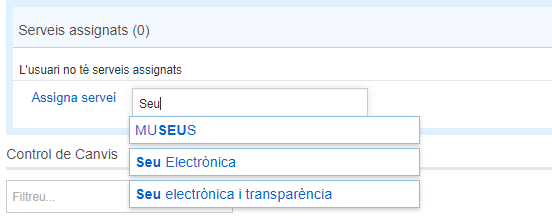 Serveis assignats (0)
L'usuari no té serveis assignats
Assigna servei Seu
MUSEUS
Seu Electrònica
Control de Canvis
Seu electrònica i transparència
Filtreu...